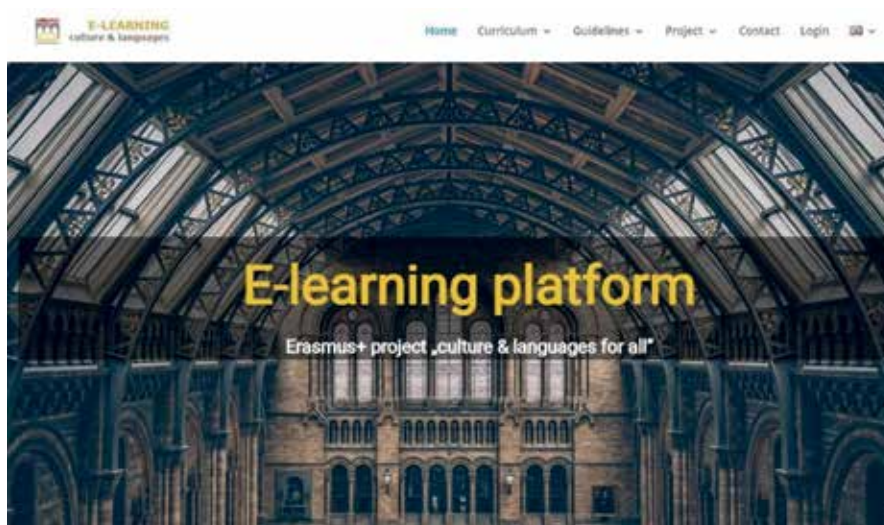 E-LEARNING
culture & languages
Home Curriculum Guidelines Project Contact Login
E-learning platform
Erasmus+ project „culture & languages for all“